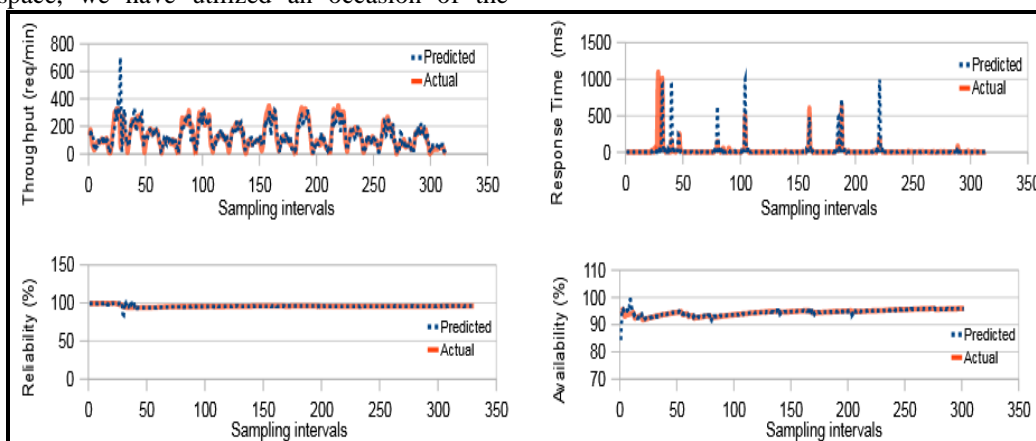 space, we have utilized an occasion of the
Throughput (req/min)
800
600
400
200
0
Predicted
Actual
0 50 100 150 200 250 300 350
Sampling intervals
Response Time (ms)
1500
1000
500
0
Predicted
Actual
0 50 100 150 200 250 300 350
Sampling intervals
Reliability (%)
150
100
50
0
Predicted
Actual
0 50 100 150 200 250 300 350
Sampling intervals
Availability (%)
110
100
90
80
70
Predicted
Actual
0 50 100 150 200 250 300 350
Sampling intervals